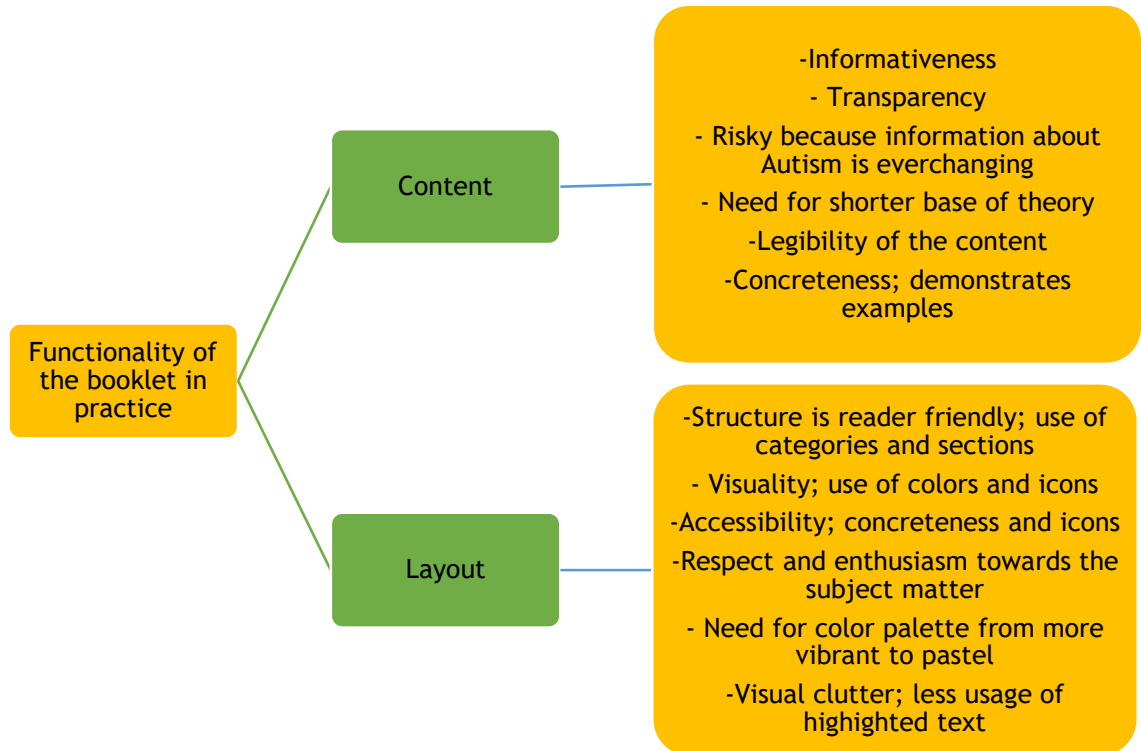 Functionality of
the booklet in
practice
Content
-Informativeness
- Transparency
- Risky because information about
Autism is everchanging
- Need for shorter base of theory
-Legibility of the content
-Concreteness; demonstrates
examples
Layout
-Structure is reader friendly; use of
categories and sections
- Visuality; use of colors and icons
-Accessibility; concreteness and icons
-Respect and enthusiasm towards the
subject matter
- Need for color palette from more
vibrant to pastel
-Visual clutter; less usage of
highighted text